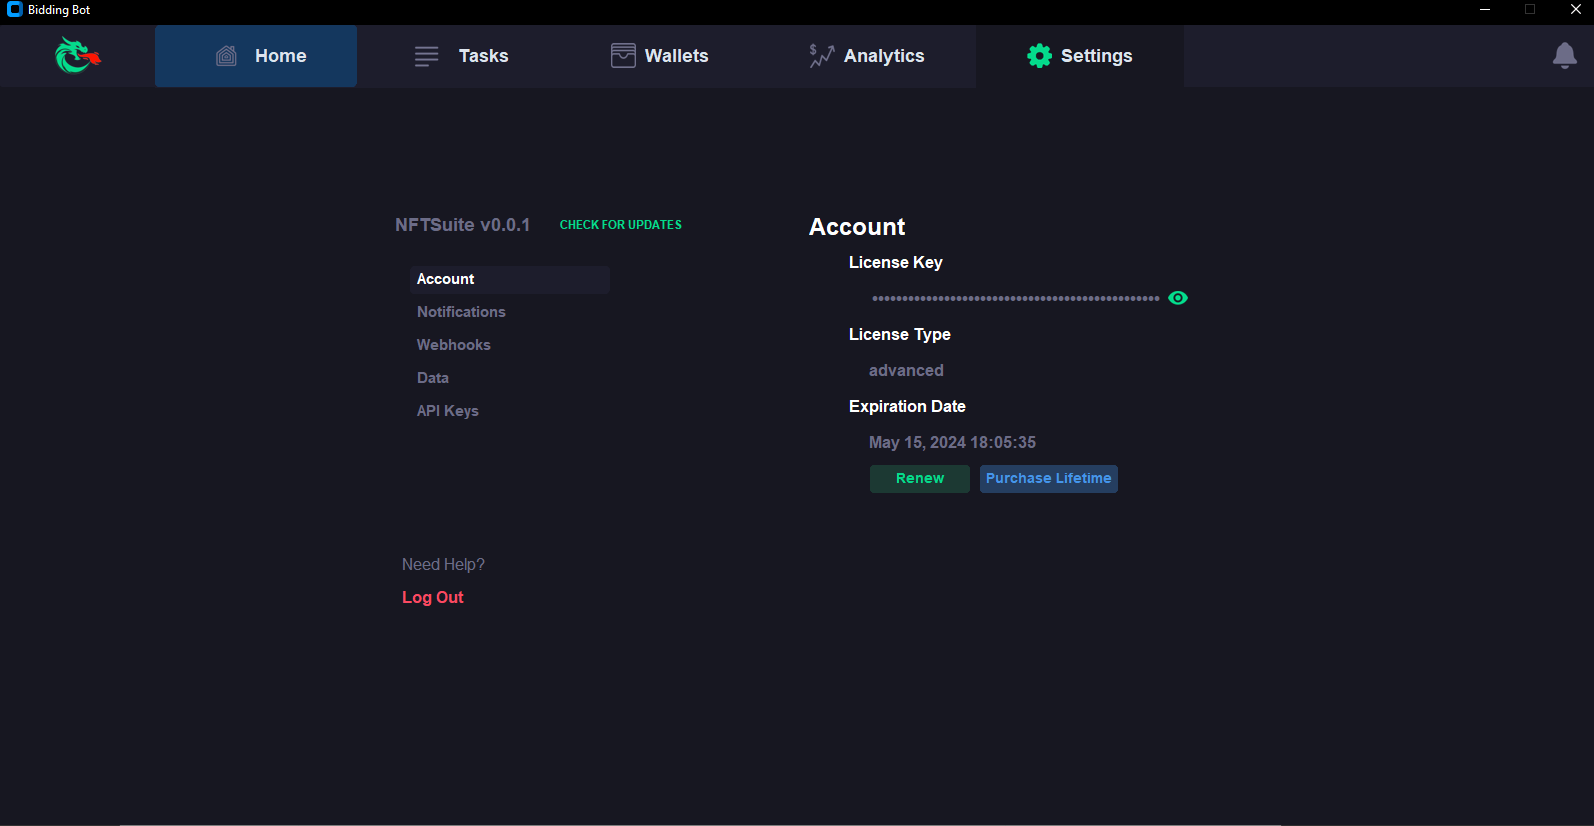 Bidding Bot
Home
Tasks
Wallets
$
Analytics
Settings
NFTSuite v0.0.1
CHECK FOR UPDATES
Account
Notifications
Webhooks
Data
API Keys
Need Help?
Log Out
Account
License Key
••••••••••••••••••••••••••••••••••••••••••••••••
License Type
advanced
Expiration Date
May 15, 2024 18:05:35
Renew
Purchase Lifetime